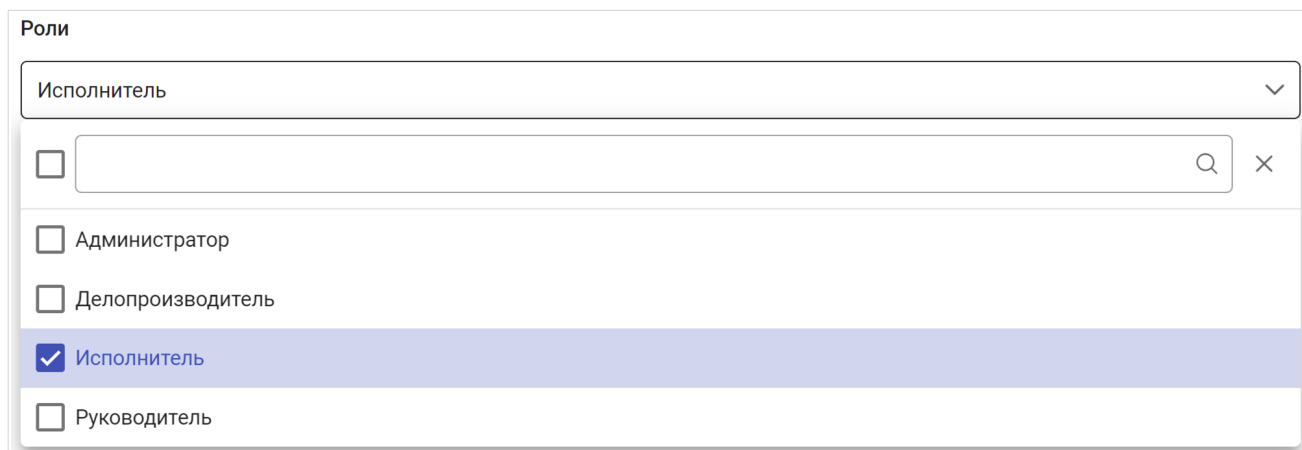 Роли
Исполнитель
Администратор
Делопроизводитель
Исполнитель
Руководитель